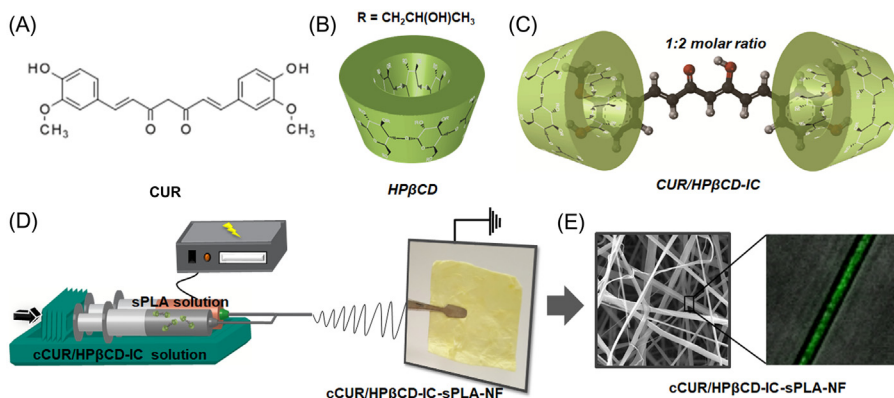 (A)
HO
H₃CO
O
O
OH
O
CH₃
CUR
(B)
R = CH₂CH(OH)CH₃
HPβCD
(C)
1:2 molar ratio
CUR/HPβCD-IC
(D)
sPLA solution
cCUR/HPβCD-IC solution
cCUR/HPβCD-IC-sPLA-NF
(E)
cCUR/HPβCD-IC-sPLA-NF